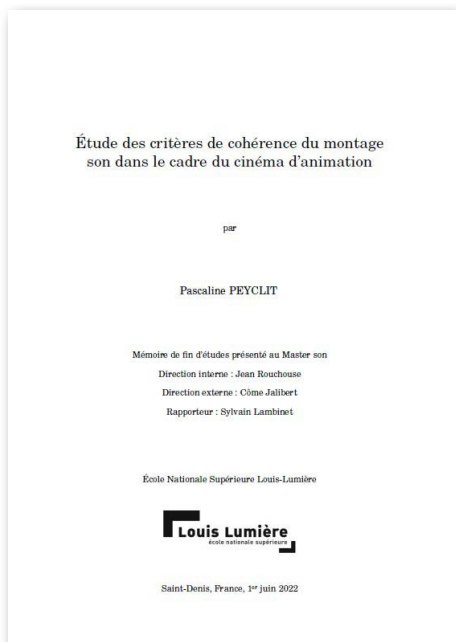 Étude des critères de cohérence du montage
son dans le cadre du cinéma d'animation
par
Pascaline PEYCLIT
Mémoire de fin d'études présenté au Master son
Direction interne : Jean Rouchouse
Direction externe : Côme Jalibert
Rapporteur : Sylvain Lambinet
École Nationale Supérieure Louis-Lumière
Louis Lumière
école nationale supérieure
Saint-Denis, France, 1er juin 2022